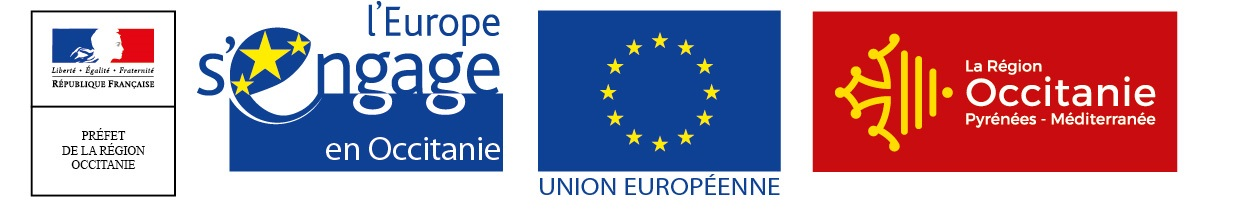 Liberté • Égalité • Fraternité
RÉPUBLIQUE FRANÇAISE
PRÉFET
DE LA RÉGION
OCCITANIE
l'Europe
s'engage
en Occitanie
UNION EUROPÉENNE
La Région
Occitanie
Pyrénées - Méditerranée